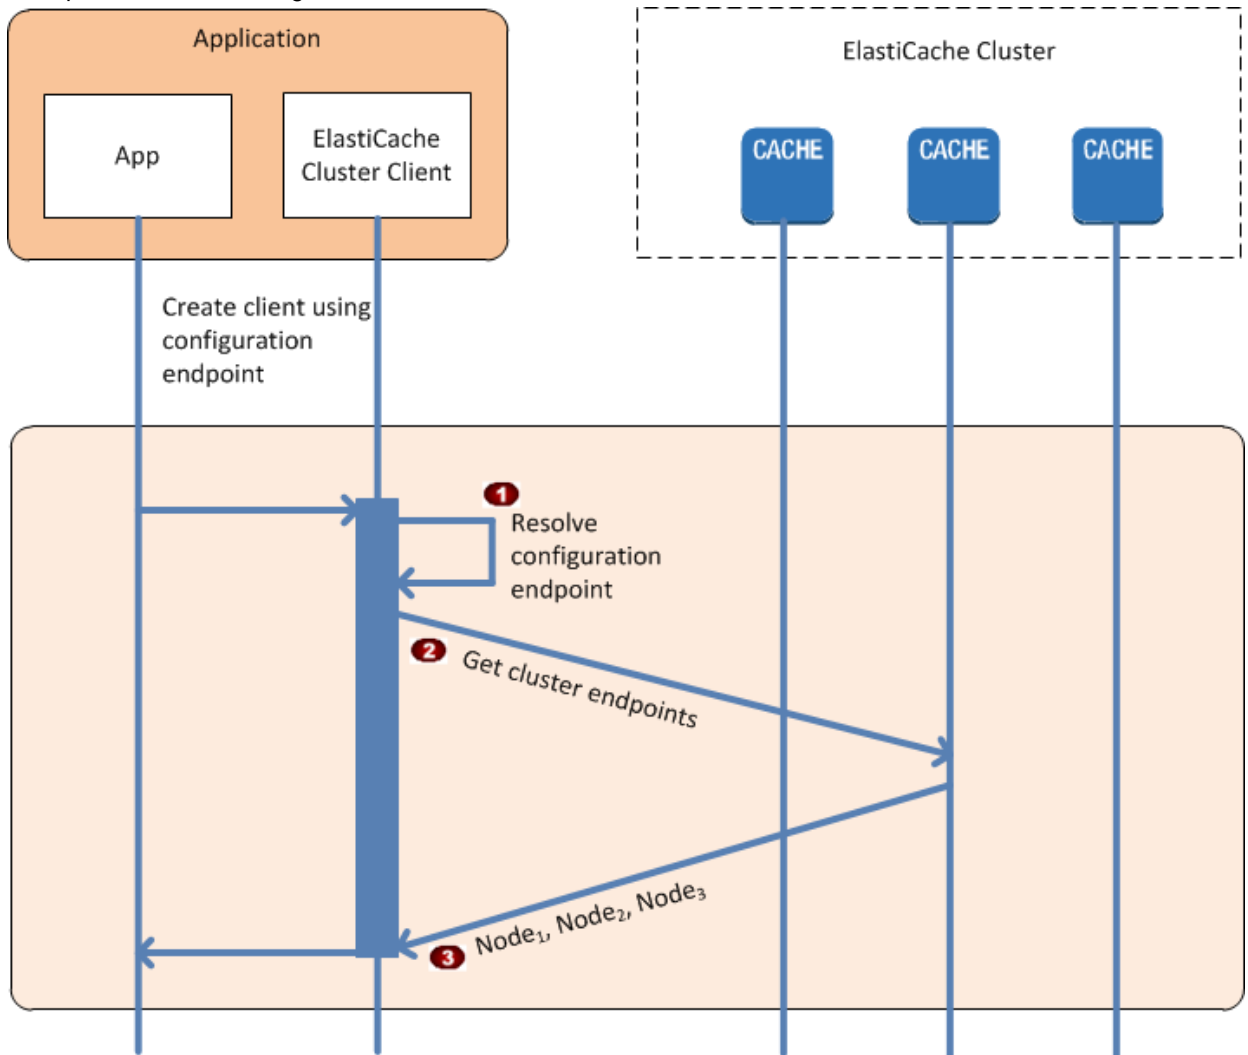 Application
ElastiCache Cluster
App
ElastiCache
Cluster Client
CACHE
CACHE
CACHE
Create client using
configuration
endpoint
1
Resolve
configuration
endpoint
2
Get cluster endpoints
Node₁, Node₂, Node₃
3